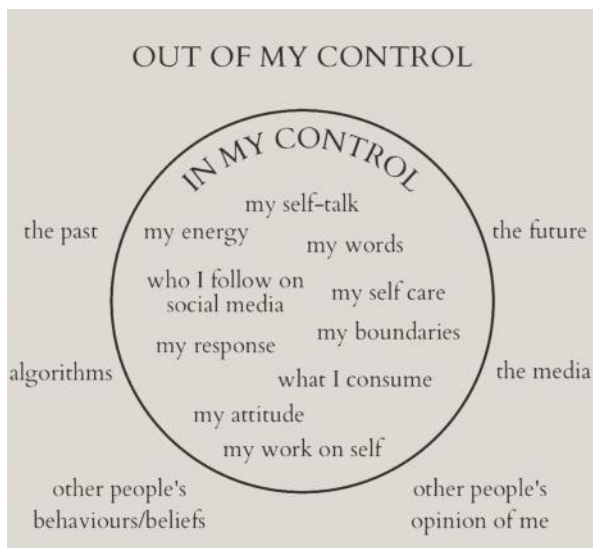 OUT OF MY CONTROL
IN MY CONTROL
my self-talk
the past
my energy
my words
the future
who I follow on
social media
my self care
my response
my boundaries
algorithms
what I consume
the media
my attitude
my work on self
other people's
behaviours/beliefs
other people's
opinion of me